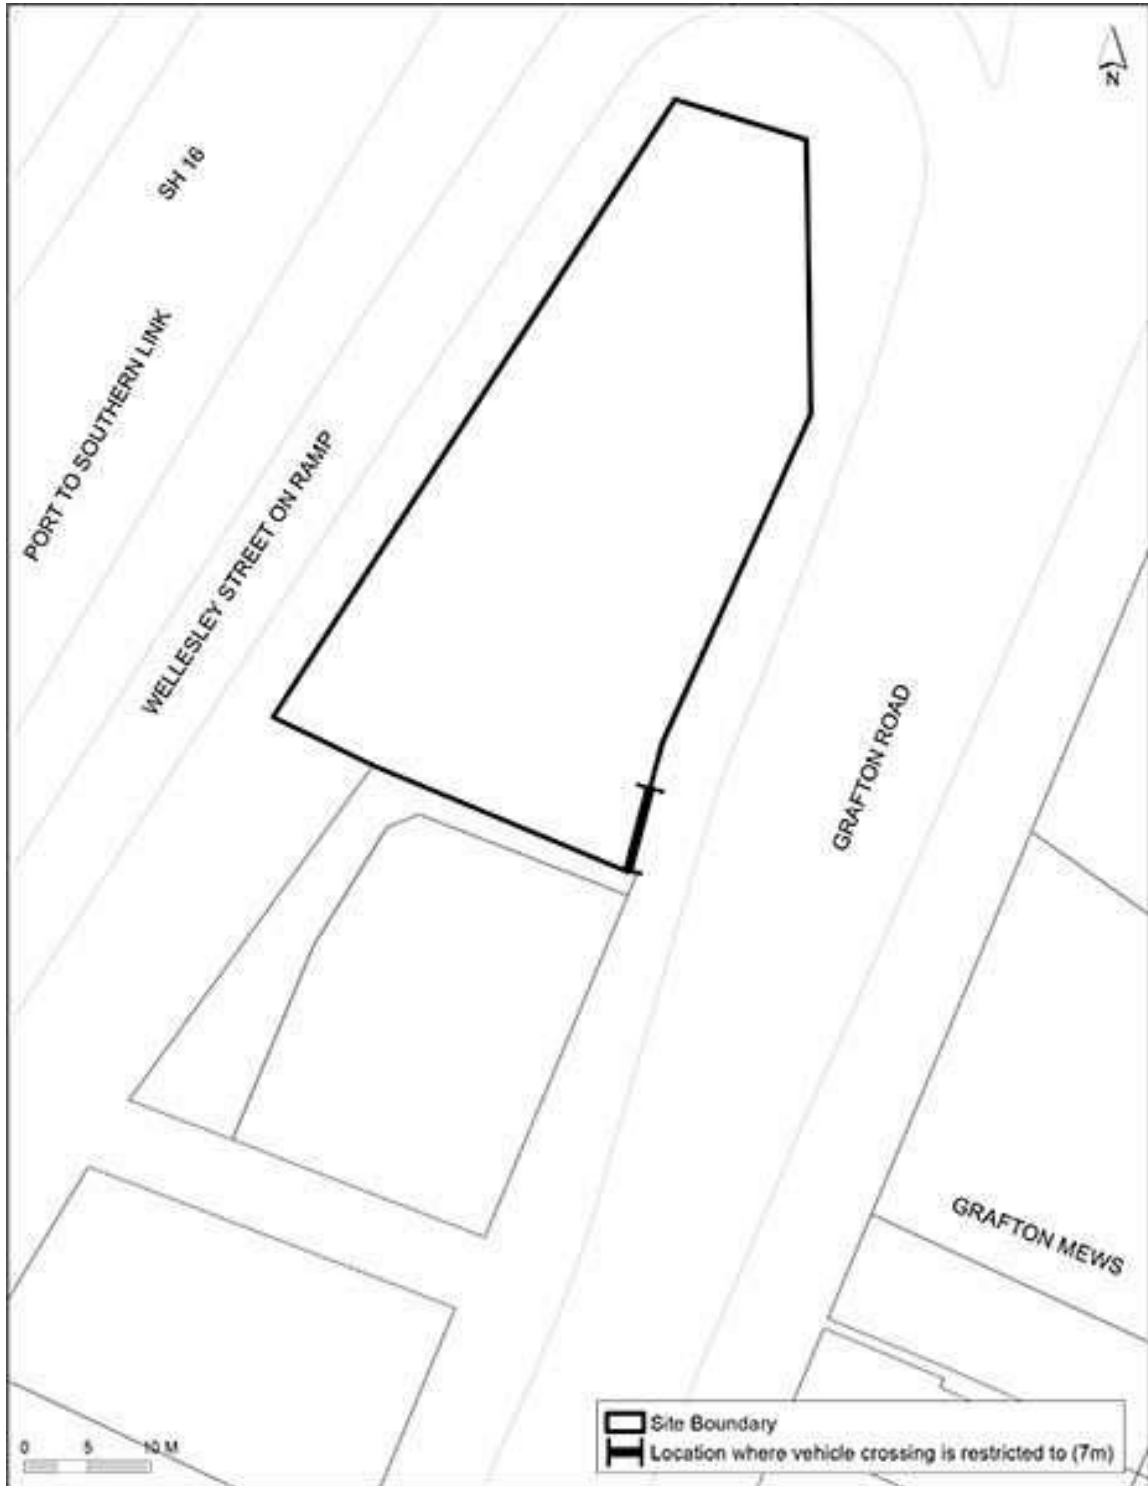 N
SH 16
PORT TO SOUTHERN LINK
WELLESLEY STREET ON RAMP
GRAFTON ROAD
GRAFTON MEWS
0 5 10 M
Site Boundary
Location where vehicle crossing is restricted to (7m)